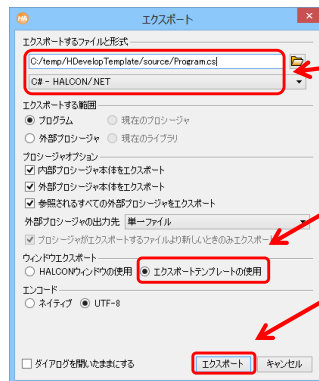 エクスポート
エクスポートするファイルと形式
C:/temp/HDevelopTemplate/source/Program.cs
C# - HALCON/.NET
エクスポートする範囲
プログラム 現在のプロシージャ
外部プロシージャ 現在のライブラリ
プロシージャオプション
内部プロシージャ本体をエクスポート
外部プロシージャ本体をエクスポート
参照されるすべての外部プロシージャをエクスポート
外部プロシージャの出力先 単一ファイル
プロシージャがエクスポートするファイルより新しいときのみエクスポート
ウィンドウエクスポート
HALCONウィンドウの使用 エクスポートテンプレートの使用
エンコード
ネイティブ UTF-8
ダイアログを開いたままにする エクスポート キャンセル